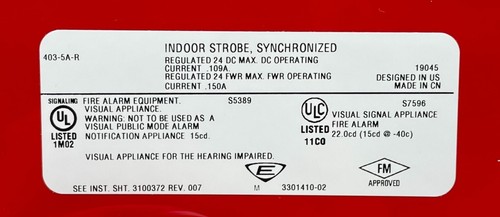 INDOOR STROBE, SYNCHRONIZED
403-5A-R
REGULATED 24 DC MAX. DC OPERATING
CURRENT .109A.
REGULATED 24 FWR MAX. FWR OPERATING
CURRENT .150A
19045
DESIGNED IN US
MADE IN CN
SIGNALING
UL
LISTED
1M02
FIRE ALARM EQUIPMENT. S5389
VISUAL APPLIANCE.
WARNING: NOT TO BE USED AS A
VISUAL PUBLIC MODE ALARM
NOTIFICATION APPLIANCE 15cd.
ULC
LISTED
11C0
S7596
VISUAL SIGNAL APPLIANCE
FIRE ALARM
22.0cd (15cd @ -40c)
VISUAL APPLIANCE FOR THE HEARING IMPAIRED.
E
FM
APPROVED
SEE INST. SHT. 3100372 REV. 007 M 3301410-02